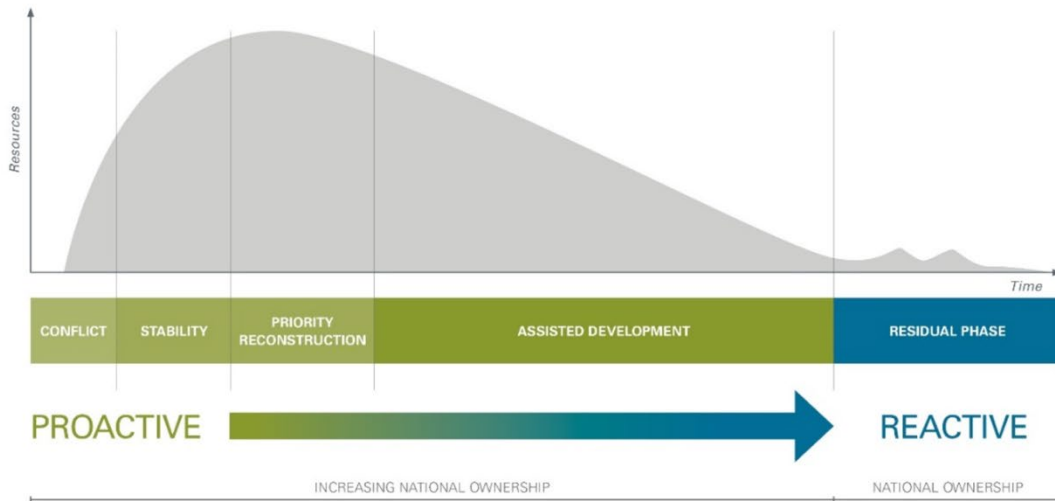 Resources
Time
CONFLICT
STABILITY
PRIORITY
RECONSTRUCTION
ASSISTED DEVELOPMENT
RESIDUAL PHASE
PROACTIVE
REACTIVE
INCREASING NATIONAL OWNERSHIP
NATIONAL OWNERSHIP